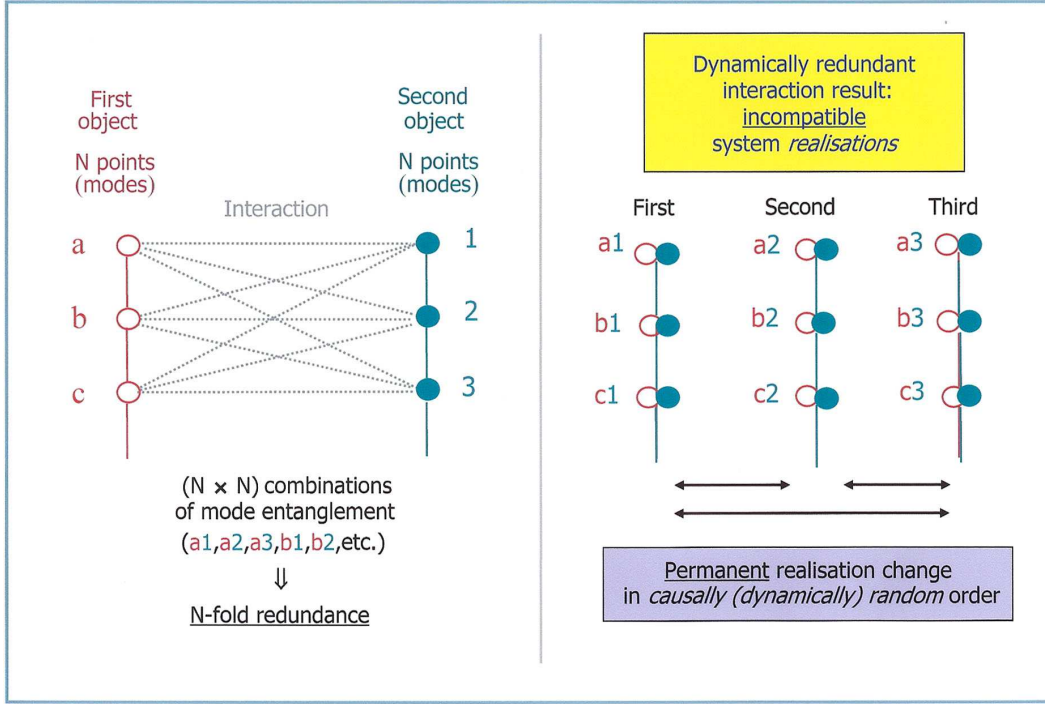 First
object
N points
(modes)
Second
object
N points
(modes)
Interaction
a
b
c
1
2
3
(N × N) combinations
of mode entanglement
(a1,a2,a3,b1,b2,etc.)
⇓
N-fold redundance
Dynamically redundant
interaction result:
incompatible
system realisations
First
Second
Third
a1
a2
a3
b1
b2
b3
c1
c2
c3
Permanent realisation change
in causally (dynamically) random order